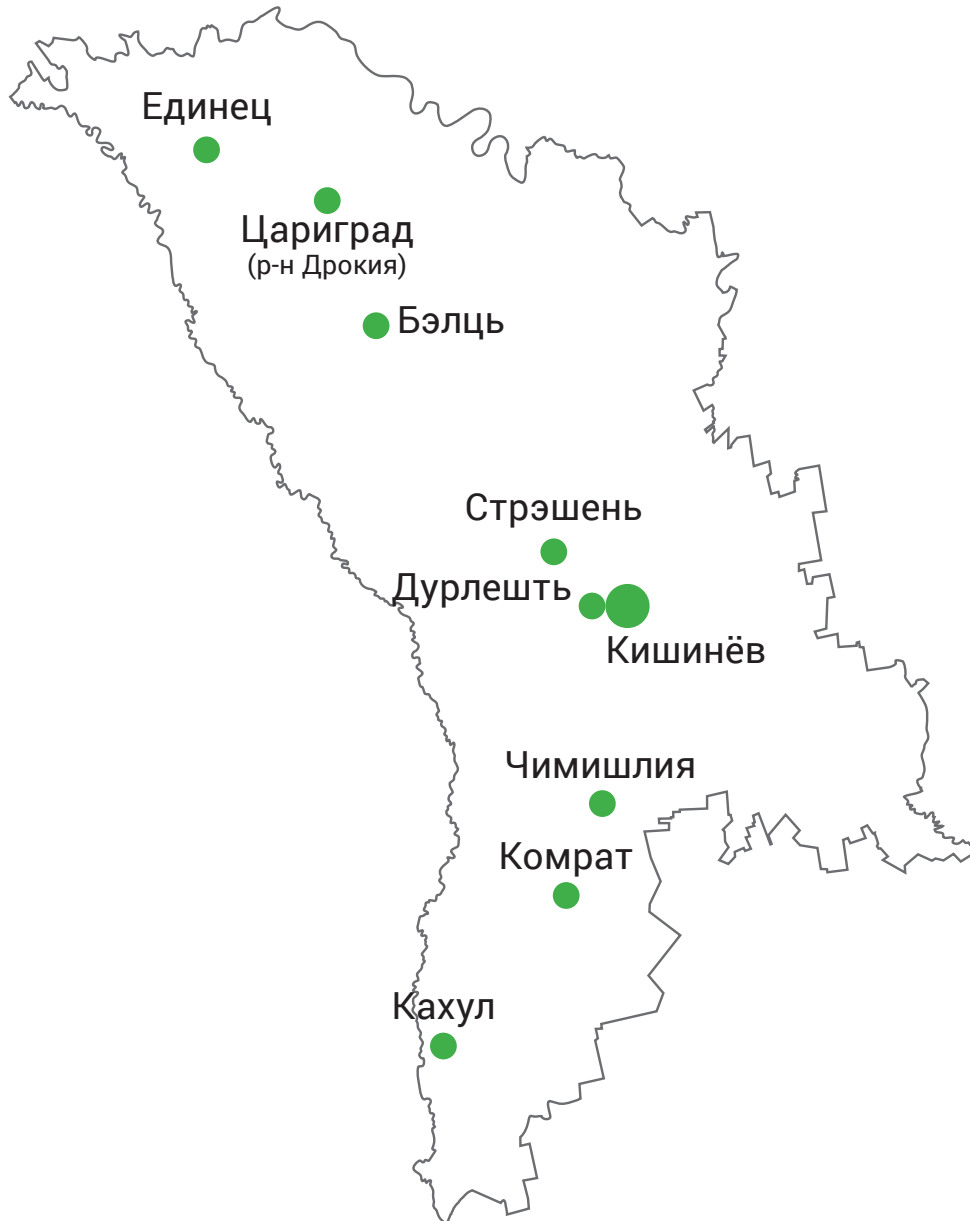 Единец
Цариград
(р-н Дрокия)
Бэлць
Стрэшень
Дурлешть
Кишинёв
Чимишлия
Комрат
Кахул